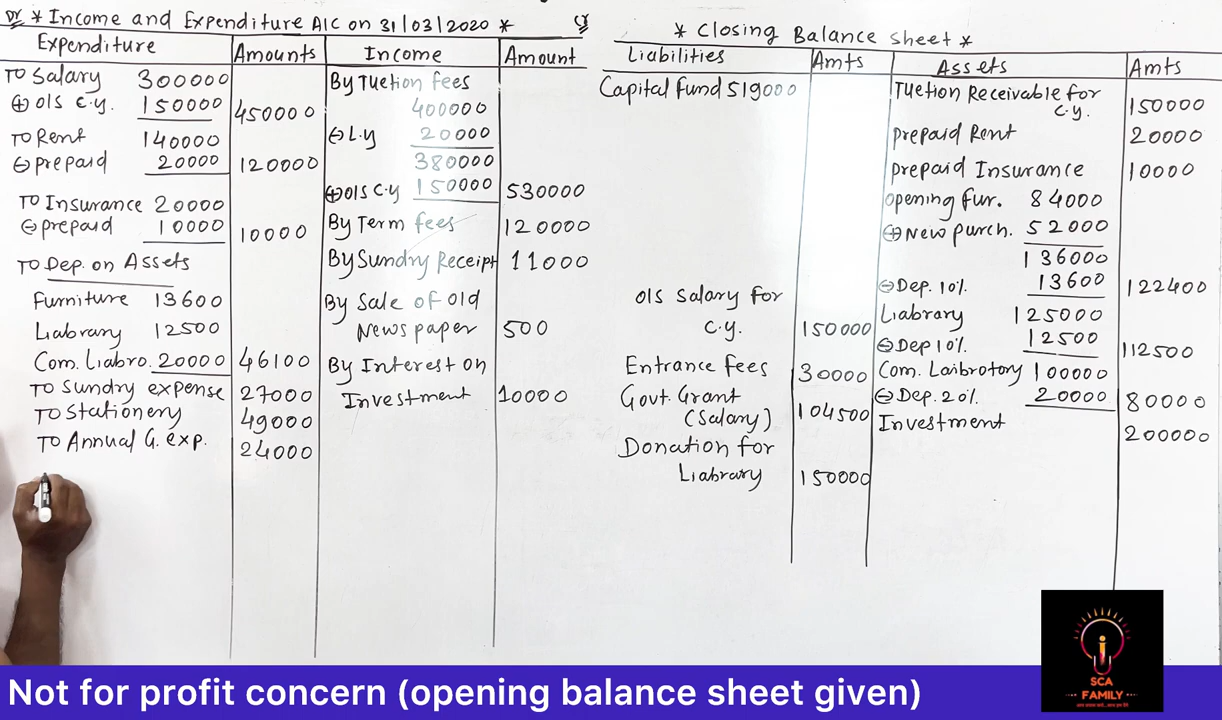 Dr * Income and Expenditure A/C on 31/03/2020 * Cr
Expenditure Amounts Income Amount
To Salary 300000
⊕ O/S C.Y. 150000 450000
To Rent 140000
⊖ prepaid 20000 120000
To Insurance 20000
⊖ prepaid 10000 10000
To Dep. on Assets
Furniture 13600
Liabrary 12500
Com. Liabro. 20000 46100
To Sundry expense 27000
To Stationery 49000
To Annual G. exp. 24000
By Tuetion fees
400000
⊖ L.Y 20000
380000
⊕ O/S C.Y 150000 530000
By Term fees 120000
By Sundry Receipt 11000
By Sale of old
News paper 500
By Interest on
Investment 10000
* Closing Balance Sheet *
Liabilities Amts Assets Amts
Capital fund 519000
O/S Salary for
C.Y. 150000
Entrance Fees 30000
Govt. Grant
(Salary) 104500
Donation for
Liabrary 150000
Tuetion Receivable for
C.Y. 150000
prepaid Rent 20000
prepaid Insurance 10000
opening fur. 84000
⊕ New purch. 52000
136000
⊖ Dep. 10% 13600 122400
Liabrary 125000
⊖ Dep 10% 12500 112500
Com. Laibrotory 100000
⊖ Dep. 20% 20000 80000
Investment 200000
SCA
FAMILY
Not for profit concern (opening balance sheet given)